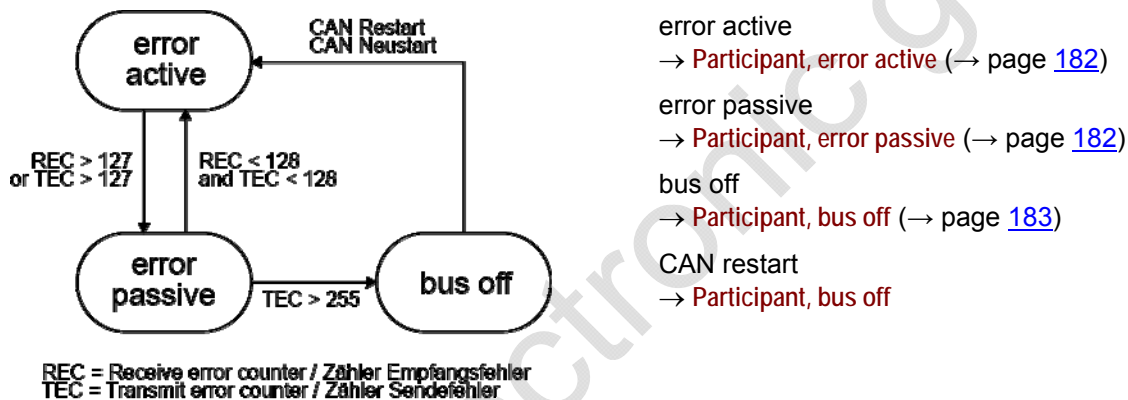 error
active
CAN Restart
CAN Neustart
REC > 127
or TEC > 127
REC < 128
and TEC < 128
error
passive
TEC > 255
bus off
REC = Receive error counter / Zähler Empfangsfehler
TEC = Transmit error counter / Zähler Sendefehler
error active
→ Participant, error active (→ page 182)
error passive
→ Participant, error passive (→ page 182)
bus off
→ Participant, bus off (→ page 183)
CAN restart
→ Participant, bus off
ctronic g